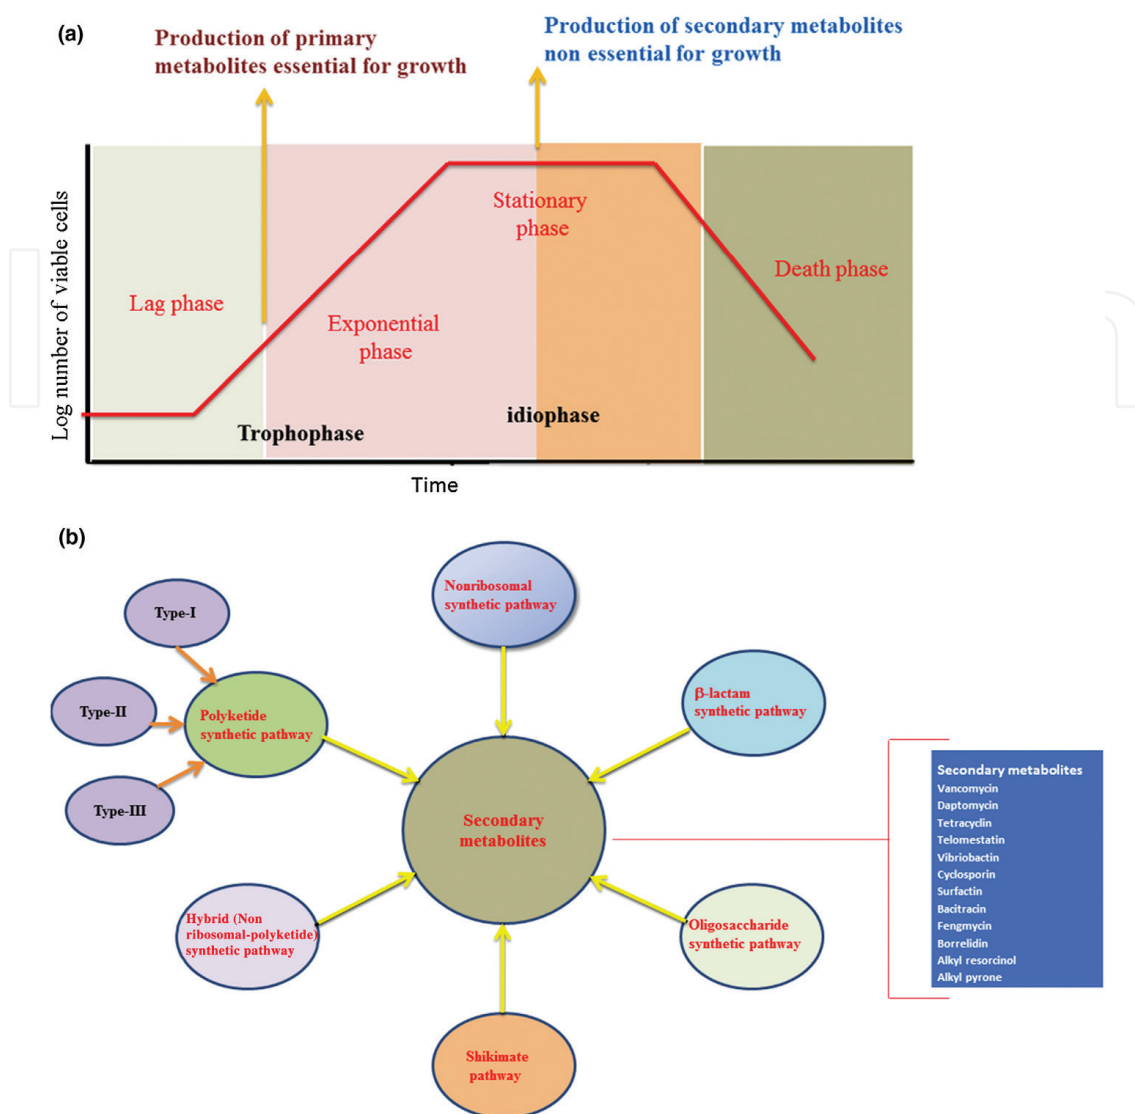 (a)
Production of primary
metabolites essential for growth
Production of secondary metabolites
non essential for growth
Log number of viable cells
Lag phase
Exponential
phase
Stationary
phase
Death phase
Trophophase
idiophase
Time
(b)
Type-I
Type-II
Type-III
Polyketide
synthetic pathway
Nonribosomal
synthetic pathway
β-lactam
synthetic pathway
Secondary
metabolites
Hybrid (Non
ribosomal-polyketide)
synthetic pathway
Shikimate
pathway
Oligosaccharide
synthetic pathway
Secondary metabolites
Vancomycin
Daptomycin
Tetracyclin
Telomestatin
Vibriobactin
Cyclosporin
Surfactin
Bacitracin
Fengmycin
Borrelidin
Alkyl resorcinol
Alkyl pyrone